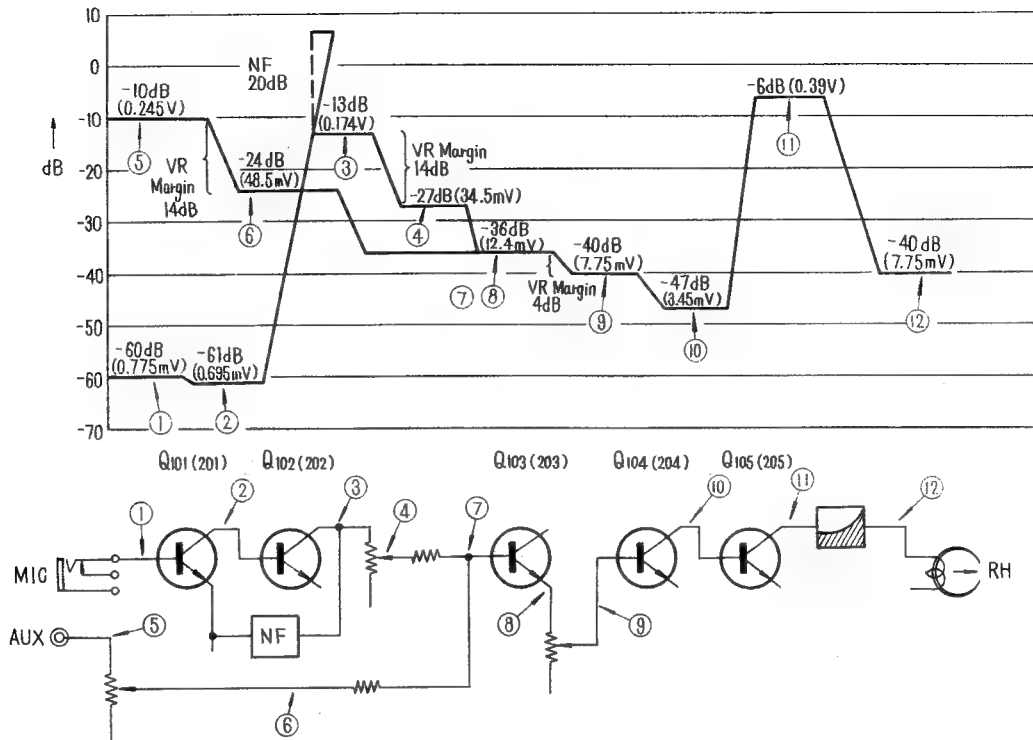 10
0
-10
-20
-30
-40
-50
-60
-70
dB
NF
20dB
-10dB
(0.245V)
⑤
VR
Margin
14dB
-24dB
(48.5mV)
⑥
-13dB
(0.174V)
③
VR Margin
14dB
-27dB(34.5mV)
④
-36dB
(12.4mV)
⑦ ⑧
VR Margin
4dB
-40dB
(7.75mV)
⑨
-47dB
(3.45mV)
⑩
-6dB(0.39V)
⑪
-40dB
(7.75mV)
⑫
-60dB
(0.775mV)
①
-61dB
(0.695mV)
②
Q101(201) Q102(202) Q103(203) Q104(204) Q105(205)
① ② ③ ④ ⑦ ⑩ ⑪ ⑫
MIC
RH
⑤
⑧
⑨
AUX
NF
⑥